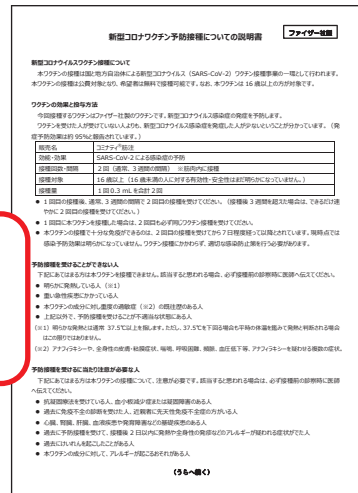 新型コロナワクチン予防接種についての説明書
ファイザー社製
新型コロナウイルスワクチン接種について
本ワクチンの接種は国と地方自治体による新型コロナウイルス（SARS-CoV-2）ワクチン接種事業の一環として行われます。
本ワクチンの接種は公費対象となり、希望者は無料で接種可能です。なお、本ワクチンは 16 歳以上の方が対象です。
ワクチンの効果と投与方法
今回接種するワクチンはファイザー社製のワクチンです。新型コロナウイルス感染症の発症を予防します。
ワクチンを受けた人が受けていない人よりも、新型コロナウイルス感染症を発症した人が少ないということが分かっています。（発
症予防効果は約 95％と報告されています。）
販売名 コミナティ®筋注
効能・効果 SARS-CoV-2 による感染症の予防
接種回数・間隔 2 回（通常、3 週間の間隔） ※筋肉内に接種
接種対象 16 歳以上（16 歳未満の人に対する有効性・安全性はまだ明らかになっていません。）
接種量 1 回 0.3 mL を合計 2 回
● 1 回目の接種後、通常、3 週間の間隔で 2 回目の接種を受けてください。（接種後 3 週間を超えた場合は、できるだけ速
やかに 2 回目の接種を受けてください。）
● 1 回目に本ワクチンを接種した場合は、2 回目も必ず同じワクチン接種を受けてください。
● 本ワクチンの接種で十分な免疫ができるのは、2 回目の接種を受けてから 7 日程度経って以降とされています。現時点では
感染予防効果は明らかになっていません。ワクチン接種にかかわらず、適切な感染防止策を行う必要があります。
予防接種を受けることができない人
下記にあてはまる方は本ワクチンを接種できません。該当すると思われる場合、必ず接種前の診察時に医師へ伝えてください。
● 明らかに発熱している人（※1）
● 重い急性疾患にかかっている人
● 本ワクチンの成分に対し重度の過敏症（※2）の既往歴のある人
● 上記以外で、予防接種を受けることが不適当な状態にある人
（※1）明らかな発熱とは通常 37.5℃以上を指します。ただし、37.5℃を下回る場合も平時の体温を鑑みて発熱と判断される場合
はこの限りではありません。
（※2）アナフィラキシーや、全身性の皮膚・粘膜症状、喘鳴、呼吸困難、頻脈、血圧低下等、アナフィラキシーを疑わせる複数の症状。
予防接種を受けるに当たり注意が必要な人
下記にあてはまる方は本ワクチンの接種について、注意が必要です。該当すると思われる場合は、必ず接種前の診察時に医師
へ伝えてください。
● 抗凝固療法を受けている人、血小板減少症または凝固障害のある人
● 過去に免疫不全の診断を受けた人、近親者に先天性免疫不全症の方がいる人
● 心臓、腎臓、肝臓、血液疾患や発育障害などの基礎疾患のある人
● 過去に予防接種を受けて、接種後 2 日以内に発熱や全身性の発疹などのアレルギーが疑われる症状がでた人
● 過去にけいれんを起こしたことがある人
● 本ワクチンの成分に対して、アレルギーが起こるおそれがある人
（うらへ続く）